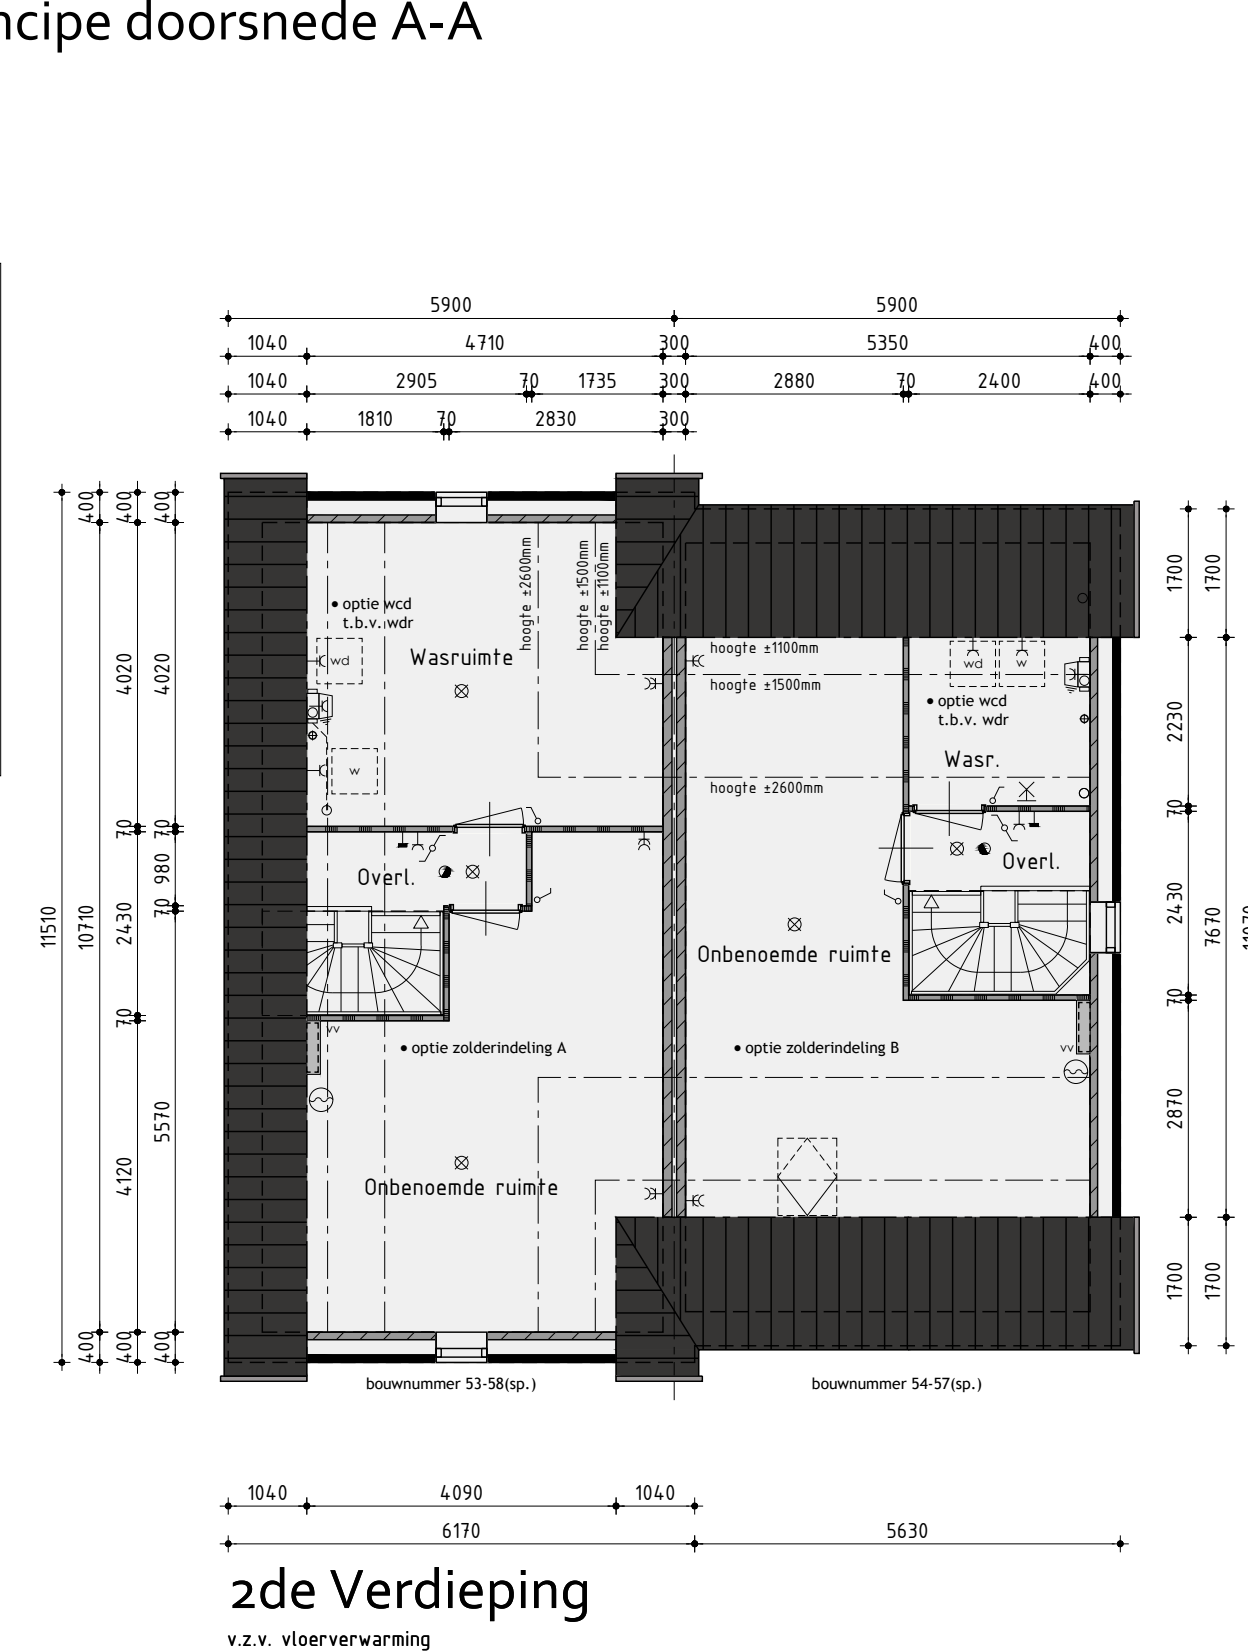 ncipe doorsnede A-A
5900 5900
1040 4710 300 5350 400
1040 2905 70 1735 300 2880 70 2400 400
1040 1810 70 2830 300
400 400 400
hoogte ±2600mm
hoogte ±1500mm
hoogte ±1100mm
1700 1700
• optie wcd
t.b.v. wdr
wd
Wasruimte
hoogte ±1100mm
hoogte ±1500mm
hoogte ±2600mm
wd w
• optie wcd
t.b.v. wdr
Wasr.
w
4020 4020
2230
70 70 70
980
70
Overl.
Overl.
11510 10710 2430
2430 7670
Onbenoemde ruimte
70 70
vv
• optie zolderindeling A
• optie zolderindeling B
vv
5570
4120
2870
Onbenoemde ruimte
1700 1700
400 400 400
bouwnummer 53-58(sp.) bouwnummer 54-57(sp.)
1040 4090 1040
6170 5630
2de Verdieping
v.z.v. vloerverwarming